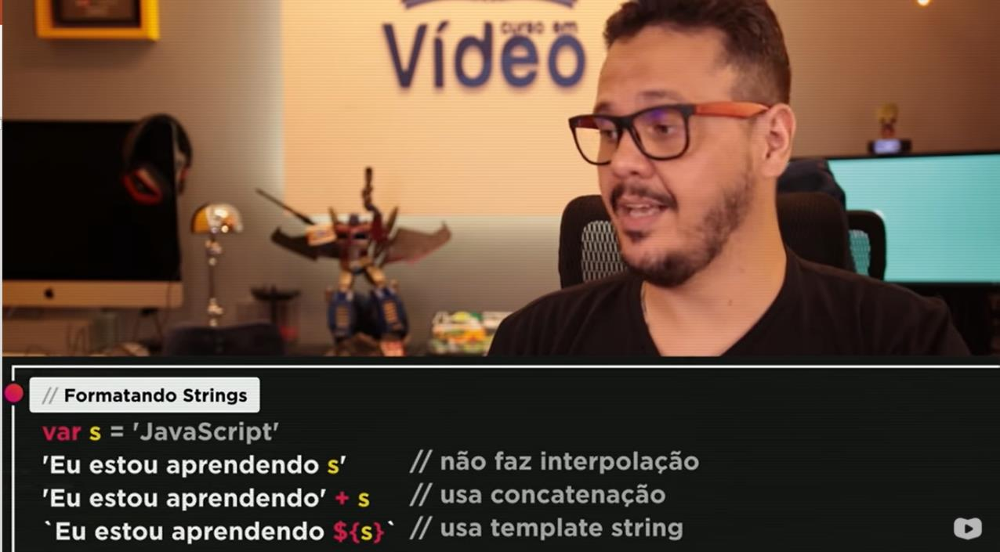 curso em
Vídeo
// Formatando Strings
var s = 'JavaScript'
'Eu estou aprendendo s' // não faz interpolação
'Eu estou aprendendo' + s // usa concatenação
`Eu estou aprendendo ${s}` // usa template string